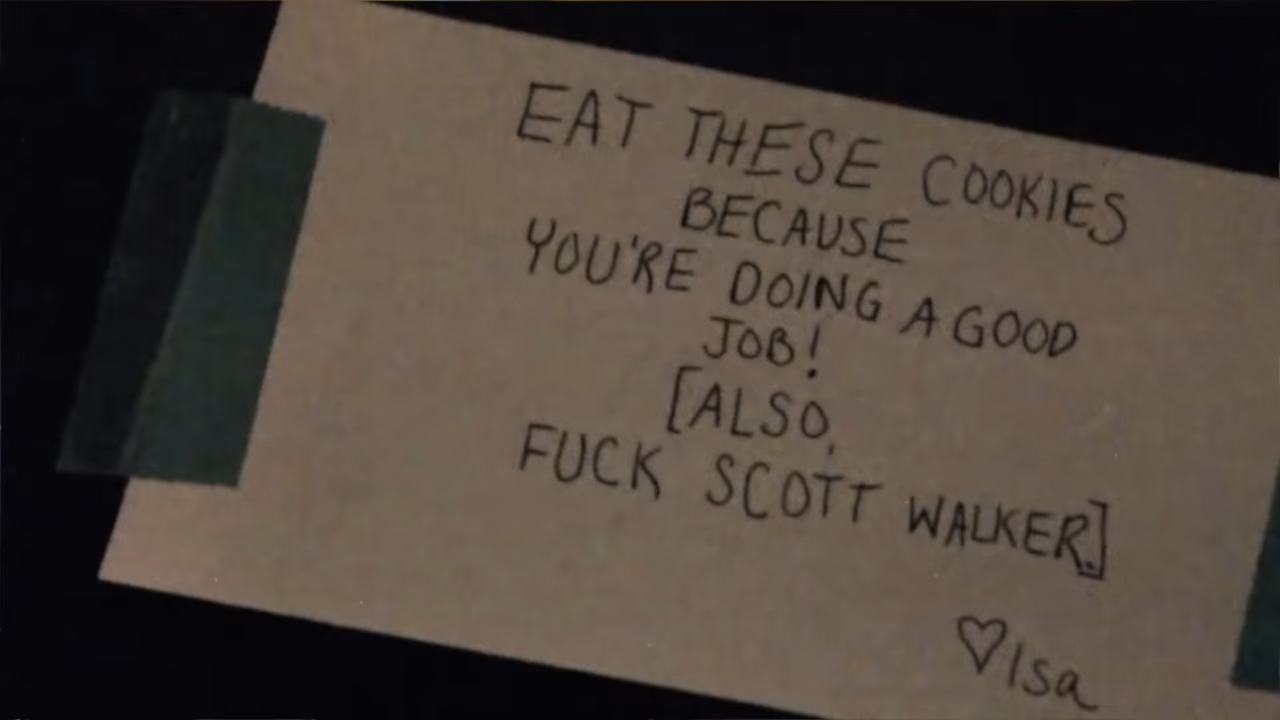 EAT THESE COOKIES
BECAUSE
YOU'RE DOING A GOOD
JOB!
[ALSO,
FUCK SCOTT WALKER.]
♡Isa